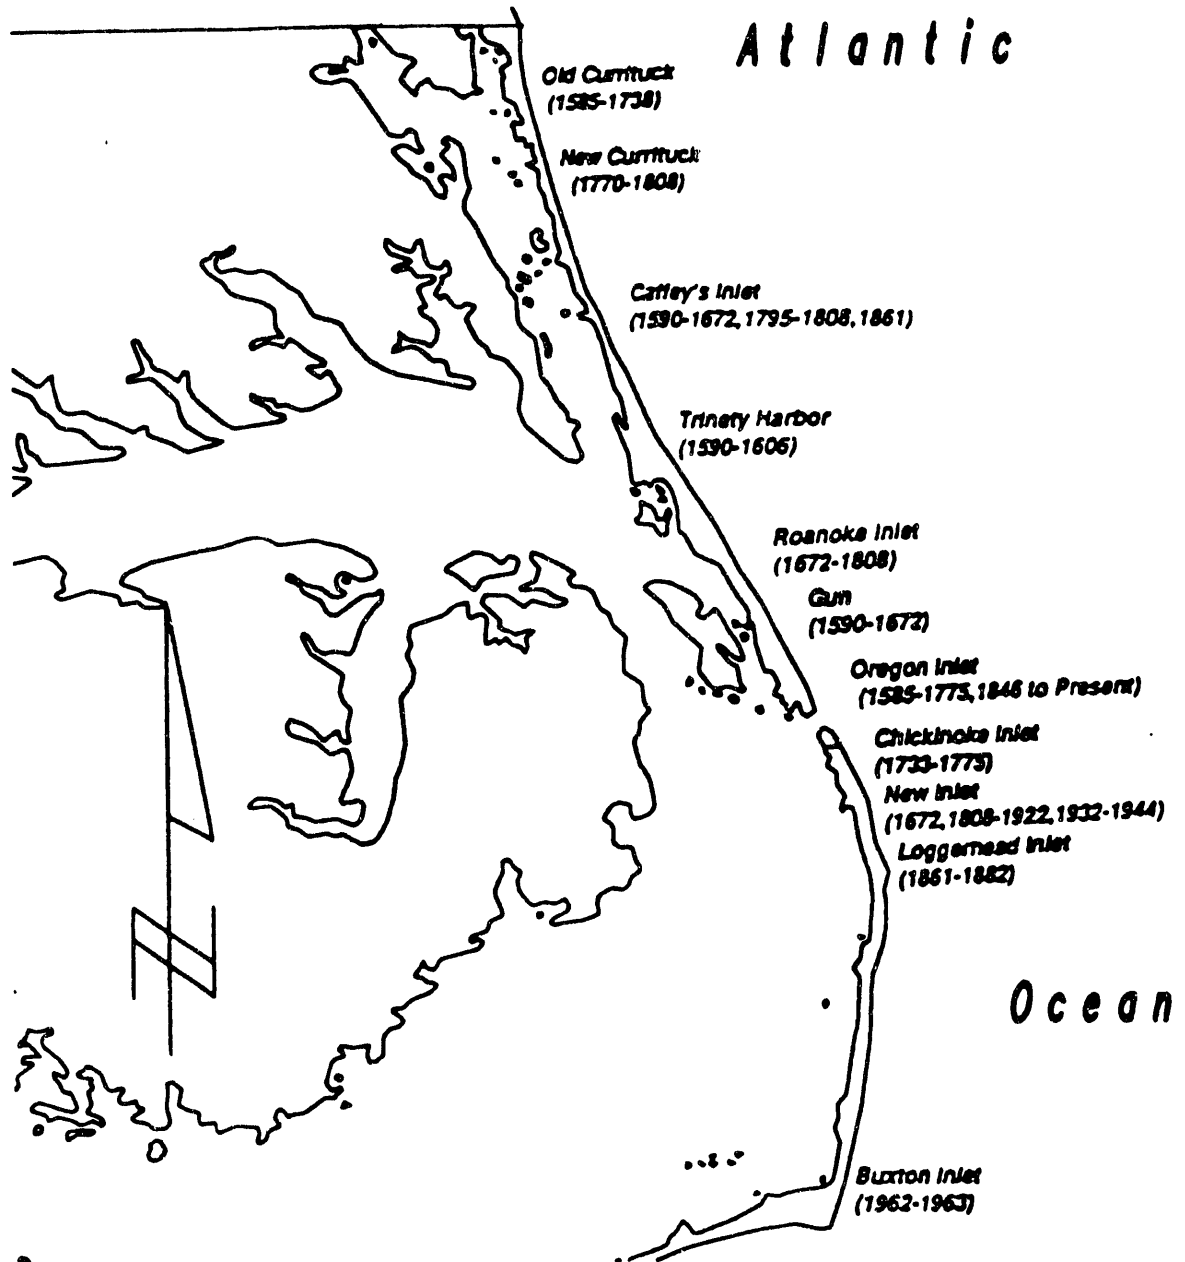 Atlantic
Old Currituck
(1585-1738)
New Currituck
(1770-1808)
Caffey's Inlet
(1590-1672,1795-1808,1861)
Trinety Harbor
(1590-1606)
Roanoke Inlet
(1672-1808)
Gun
(1590-1672)
Oregon Inlet
(1585-1775,1846 to Present)
Chickinoke Inlet
(1733-1775)
New Inlet
(1672,1808-1922,1932-1944)
Loggerhead Inlet
(1861-1882)
Ocean
N
Buxton Inlet
(1962-1963)